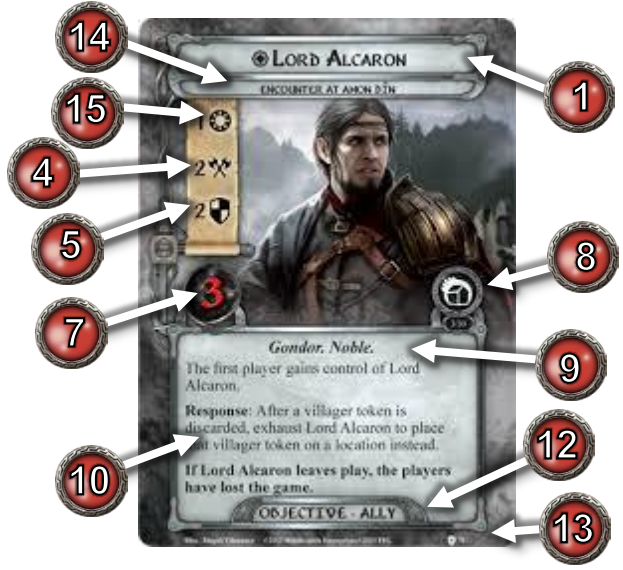 14
LORD ALCARON
ENCOUNTER AT AMON DÎN
1
15
1
4
2
5
2
8
7
3
Gondor. Noble.
9
The first player gains control of Lord
Alcaron.
Response: After a villager token is
discarded, exhaust Lord Alcaron to place
villager token on a location instead.
10
12
If Lord Alcaron leaves play, the players
have lost the game.
OBJECTIVE - ALLY
13